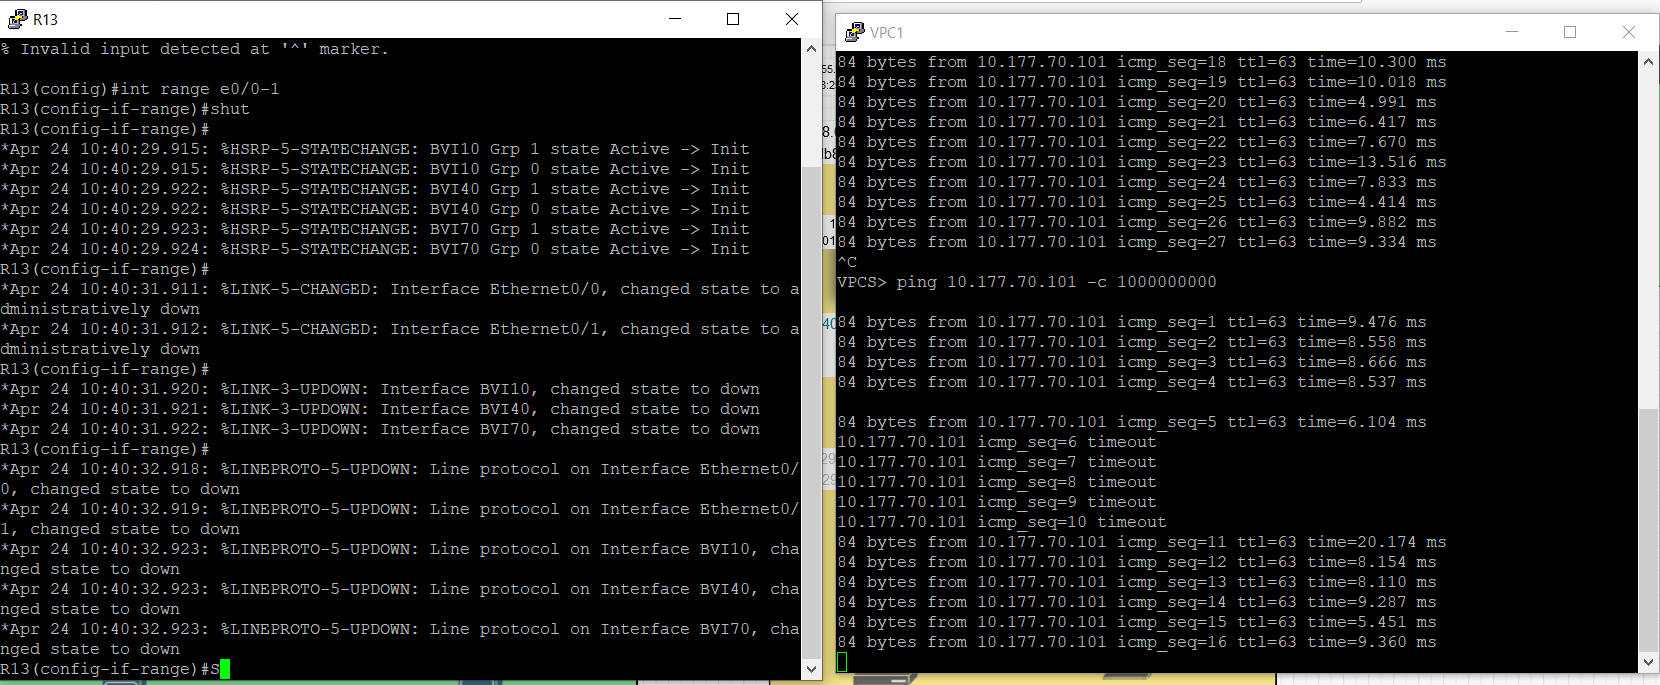 R13
% Invalid input detected at '^' marker.
R13(config)#int range e0/0-1
R13(config-if-range)#shut
R13(config-if-range)#
*Apr 24 10:40:29.915: %HSRP-5-STATECHANGE: BVI10 Grp 1 state Active -> Init
*Apr 24 10:40:29.915: %HSRP-5-STATECHANGE: BVI10 Grp 0 state Active -> Init
*Apr 24 10:40:29.922: %HSRP-5-STATECHANGE: BVI40 Grp 1 state Active -> Init
*Apr 24 10:40:29.922: %HSRP-5-STATECHANGE: BVI40 Grp 0 state Active -> Init
*Apr 24 10:40:29.923: %HSRP-5-STATECHANGE: BVI70 Grp 1 state Active -> Init
*Apr 24 10:40:29.924: %HSRP-5-STATECHANGE: BVI70 Grp 0 state Active -> Init
R13(config-if-range)#
*Apr 24 10:40:31.911: %LINK-5-CHANGED: Interface Ethernet0/0, changed state to a
dministratively down
*Apr 24 10:40:31.912: %LINK-5-CHANGED: Interface Ethernet0/1, changed state to a
dministratively down
R13(config-if-range)#
*Apr 24 10:40:31.920: %LINK-3-UPDOWN: Interface BVI10, changed state to down
*Apr 24 10:40:31.921: %LINK-3-UPDOWN: Interface BVI40, changed state to down
*Apr 24 10:40:31.922: %LINK-3-UPDOWN: Interface BVI70, changed state to down
R13(config-if-range)#
*Apr 24 10:40:32.918: %LINEPROTO-5-UPDOWN: Line protocol on Interface Ethernet0/
0, changed state to down
*Apr 24 10:40:32.919: %LINEPROTO-5-UPDOWN: Line protocol on Interface Ethernet0/
1, changed state to down
*Apr 24 10:40:32.923: %LINEPROTO-5-UPDOWN: Line protocol on Interface BVI10, cha
nged state to down
*Apr 24 10:40:32.923: %LINEPROTO-5-UPDOWN: Line protocol on Interface BVI40, cha
nged state to down
*Apr 24 10:40:32.923: %LINEPROTO-5-UPDOWN: Line protocol on Interface BVI70, cha
nged state to down
R13(config-if-range)#S
VPC1
84 bytes from 10.177.70.101 icmp_seq=18 ttl=63 time=10.300 ms
84 bytes from 10.177.70.101 icmp_seq=19 ttl=63 time=10.018 ms
84 bytes from 10.177.70.101 icmp_seq=20 ttl=63 time=4.991 ms
84 bytes from 10.177.70.101 icmp_seq=21 ttl=63 time=6.417 ms
84 bytes from 10.177.70.101 icmp_seq=22 ttl=63 time=7.670 ms
84 bytes from 10.177.70.101 icmp_seq=23 ttl=63 time=13.516 ms
84 bytes from 10.177.70.101 icmp_seq=24 ttl=63 time=7.833 ms
84 bytes from 10.177.70.101 icmp_seq=25 ttl=63 time=4.414 ms
84 bytes from 10.177.70.101 icmp_seq=26 ttl=63 time=9.882 ms
84 bytes from 10.177.70.101 icmp_seq=27 ttl=63 time=9.334 ms
^C
VPCS> ping 10.177.70.101 -c 1000000000
84 bytes from 10.177.70.101 icmp_seq=1 ttl=63 time=9.476 ms
84 bytes from 10.177.70.101 icmp_seq=2 ttl=63 time=8.558 ms
84 bytes from 10.177.70.101 icmp_seq=3 ttl=63 time=8.666 ms
84 bytes from 10.177.70.101 icmp_seq=4 ttl=63 time=8.537 ms
84 bytes from 10.177.70.101 icmp_seq=5 ttl=63 time=6.104 ms
10.177.70.101 icmp_seq=6 timeout
10.177.70.101 icmp_seq=7 timeout
10.177.70.101 icmp_seq=8 timeout
10.177.70.101 icmp_seq=9 timeout
10.177.70.101 icmp_seq=10 timeout
84 bytes from 10.177.70.101 icmp_seq=11 ttl=63 time=20.174 ms
84 bytes from 10.177.70.101 icmp_seq=12 ttl=63 time=8.154 ms
84 bytes from 10.177.70.101 icmp_seq=13 ttl=63 time=8.110 ms
84 bytes from 10.177.70.101 icmp_seq=14 ttl=63 time=9.287 ms
84 bytes from 10.177.70.101 icmp_seq=15 ttl=63 time=5.451 ms
84 bytes from 10.177.70.101 icmp_seq=16 ttl=63 time=9.360 ms